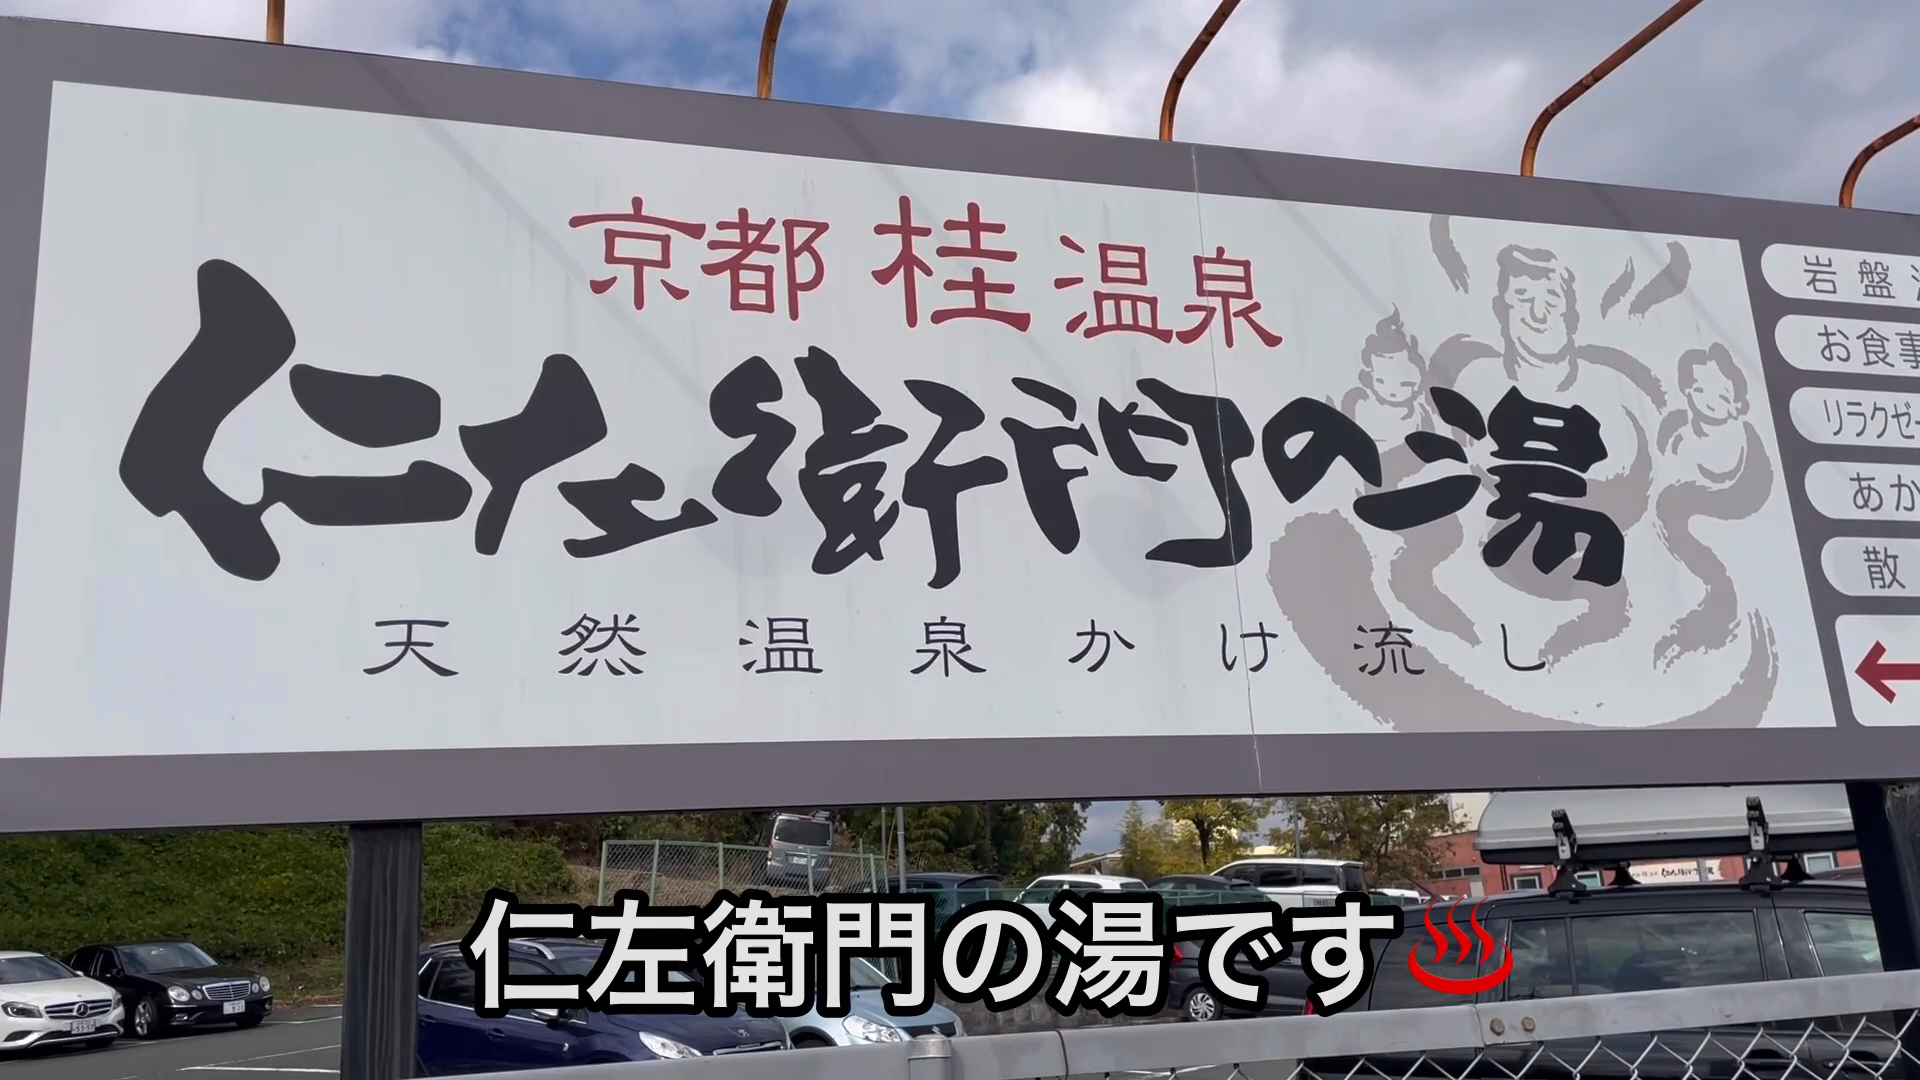 京都 桂温泉
仁左衛門の湯
天然温泉かけ流し
岩盤
お食事
リラクゼー
あか
散
仁左衛門の湯です♨